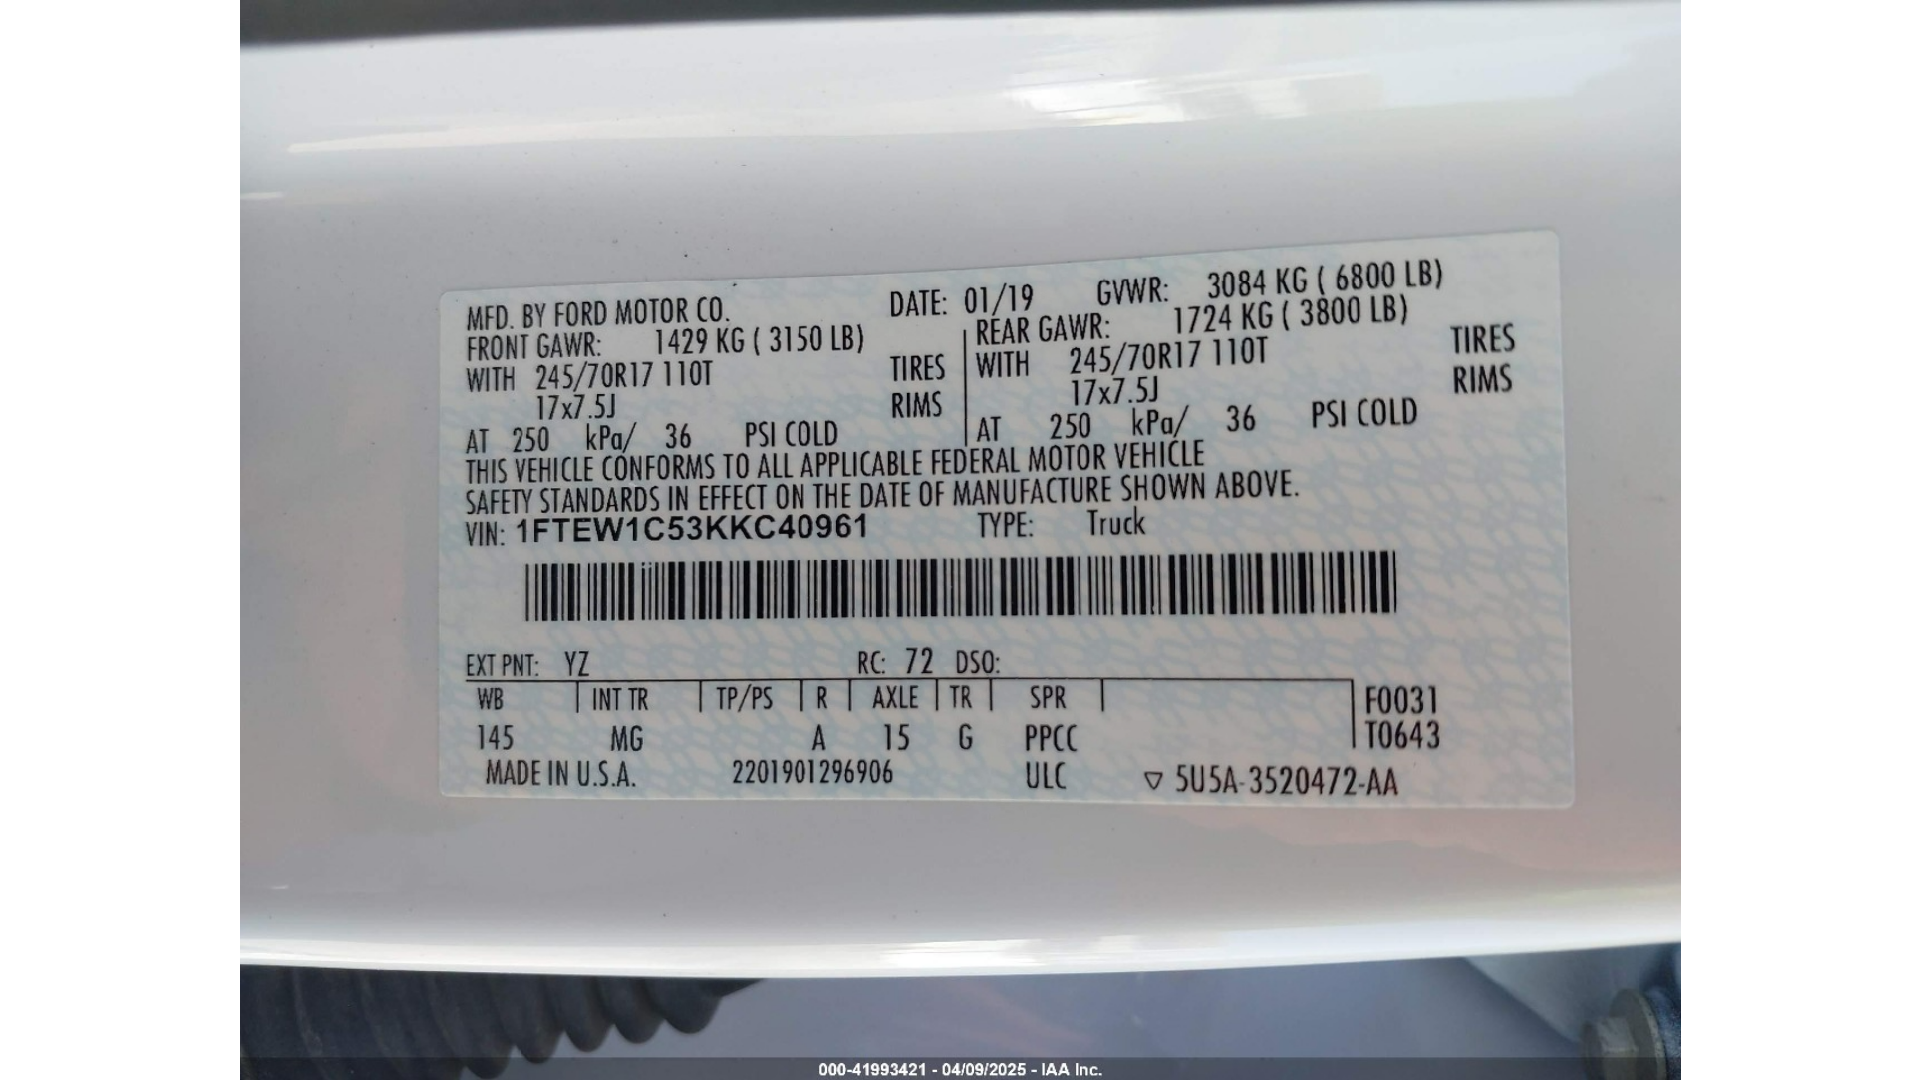 MFD. BY FORD MOTOR CO. DATE: 01/19 GVWR: 3084 KG ( 6800 LB)
FRONT GAWR: 1429 KG ( 3150 LB) REAR GAWR: 1724 KG ( 3800 LB)
WITH 245/70R17 110T TIRES WITH 245/70R17 110T TIRES
17x7.5J RIMS 17x7.5J RIMS
AT 250 kPa/ 36 PSI COLD AT 250 kPa/ 36 PSI COLD
THIS VEHICLE CONFORMS TO ALL APPLICABLE FEDERAL MOTOR VEHICLE
SAFETY STANDARDS IN EFFECT ON THE DATE OF MANUFACTURE SHOWN ABOVE.
VIN: 1FTEW1C53KKC40961 TYPE: Truck
EXT PNT: YZ RC: 72 DSO:
WB INT TR TP/PS R AXLE TR SPR F0031
145 MG A 15 G PPCC T0643
MADE IN U.S.A. 2201901296906 ULC ▽ 5U5A-3520472-AA
000-41993421 - 04/09/2025 - IAA Inc.